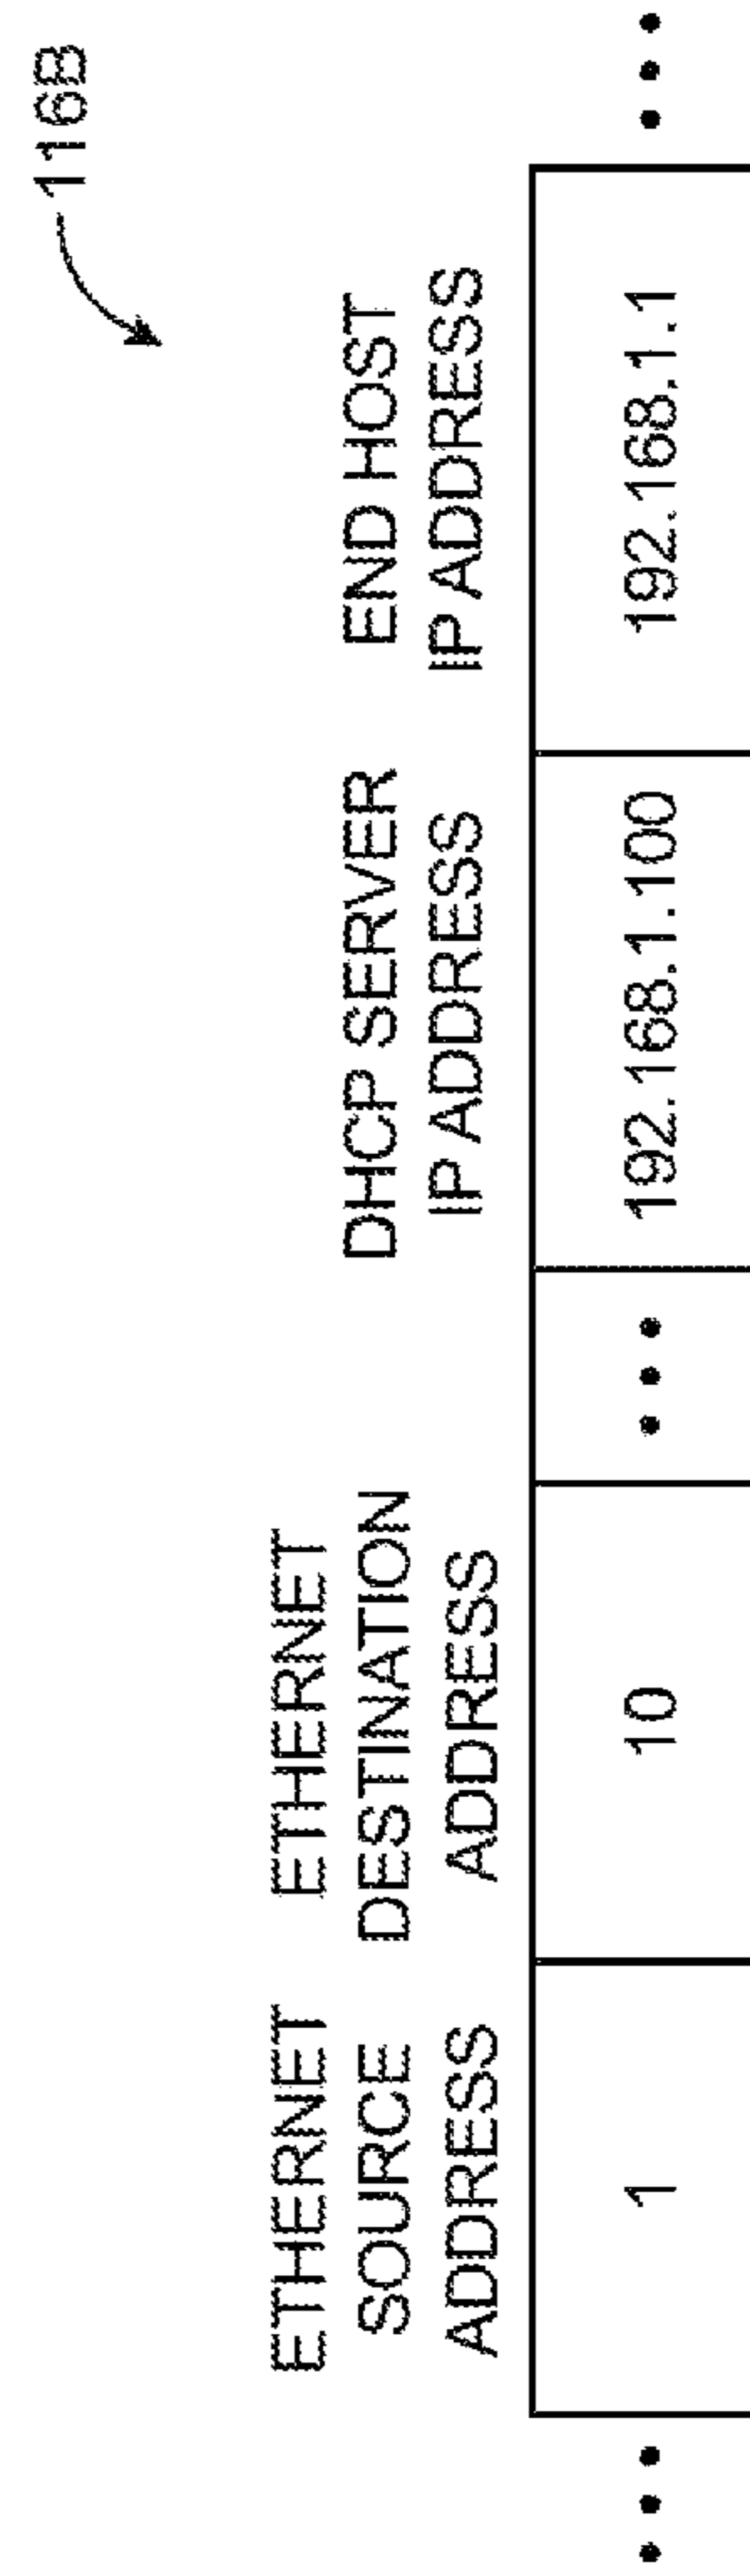 116B
ETHERNET
SOURCE
ADDRESS
ETHERNET
DESTINATION
ADDRESS
DHCP SERVER
IP ADDRESS
END HOST
IP ADDRESS
1
10
192.168.1.100
192.168.1.1